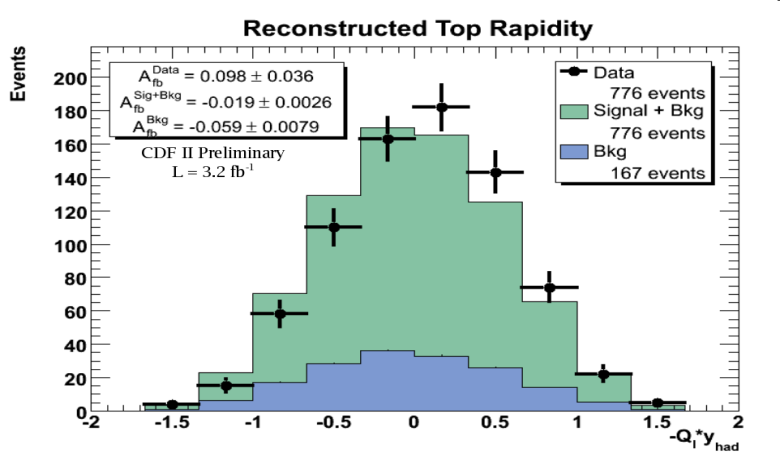 Reconstructed Top Rapidity
Events
A_fb^Data = 0.098 ± 0.036
A_fb^Sig+Bkg = -0.019 ± 0.0026
A_fb^Bkg = -0.059 ± 0.0079
CDF II Preliminary
L = 3.2 fb⁻¹
Data
776 events
Signal + Bkg
776 events
Bkg
167 events
200
180
160
140
120
100
80
60
40
20
0
-2 -1.5 -1 -0.5 0 0.5 1 1.5 2
-Q_l*y_had